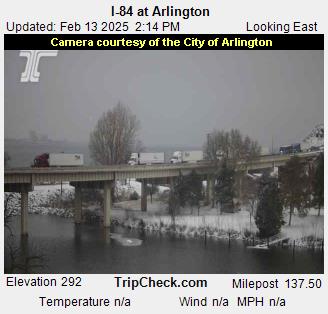 I-84 at Arlington
Updated: Feb 13 2025 2:14 PM Looking East
Camera courtesy of the City of Arlington
Elevation 292 TripCheck.com Milepost 137.50
Temperature n/a Wind n/a MPH n/a